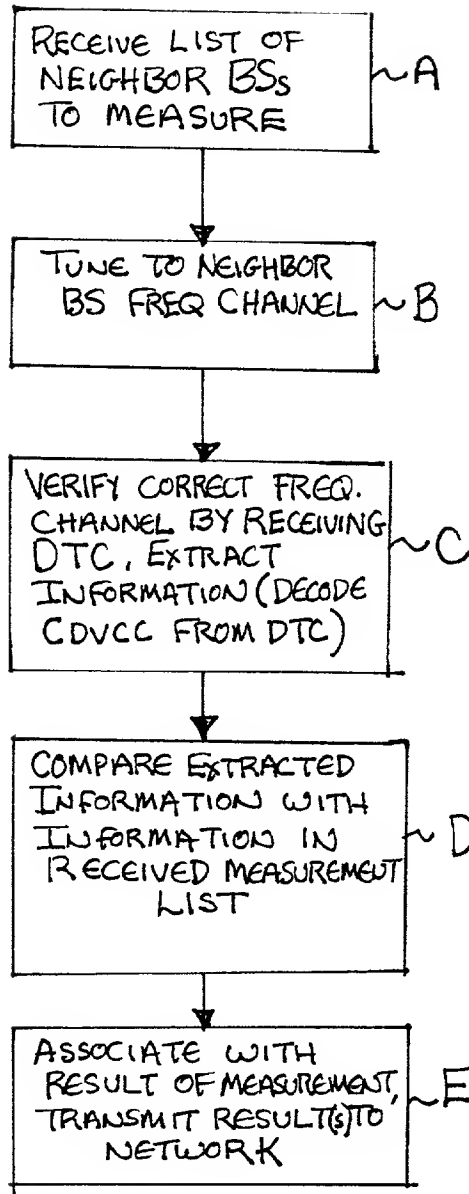 RECEIVE LIST OF
NEIGHBOR BSs
TO MEASURE
~A
TUNE TO NEIGHBOR
BS FREQ CHANNEL
~B
VERIFY CORRECT FREQ.
CHANNEL BY RECEIVING
DTC, EXTRACT
INFORMATION (DECODE
CDVCC FROM DTC)
~C
COMPARE EXTRACTED
INFORMATION WITH
INFORMATION IN
RECEIVED MEASUREMENT
LIST
~D
ASSOCIATE WITH
RESULT OF MEASUREMENT,
TRANSMIT RESULT(S) TO
NETWORK
~E